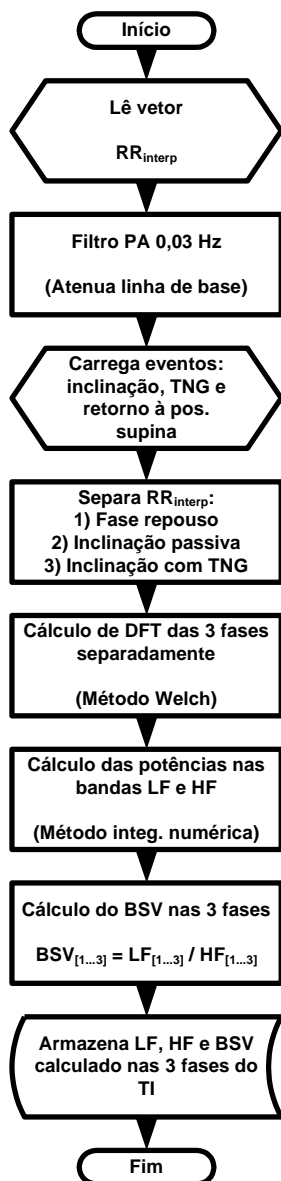 Início
Lê vetor
RRinterp
Filtro PA 0,03 Hz
(Atenua linha de base)
Carrega eventos:
inclinação, TNG e
retorno à pos.
supina
Separa RRinterp:
1) Fase repouso
2) Inclinação passiva
3) Inclinação com TNG
Cálculo de DFT das 3 fases
separadamente
(Método Welch)
Cálculo das potências nas
bandas LF e HF
(Método integ. numérica)
Cálculo do BSV nas 3 fases
BSV[1...3] = LF[1...3] / HF[1...3]
Armazena LF, HF e BSV
calculado nas 3 fases do
TI
Fim